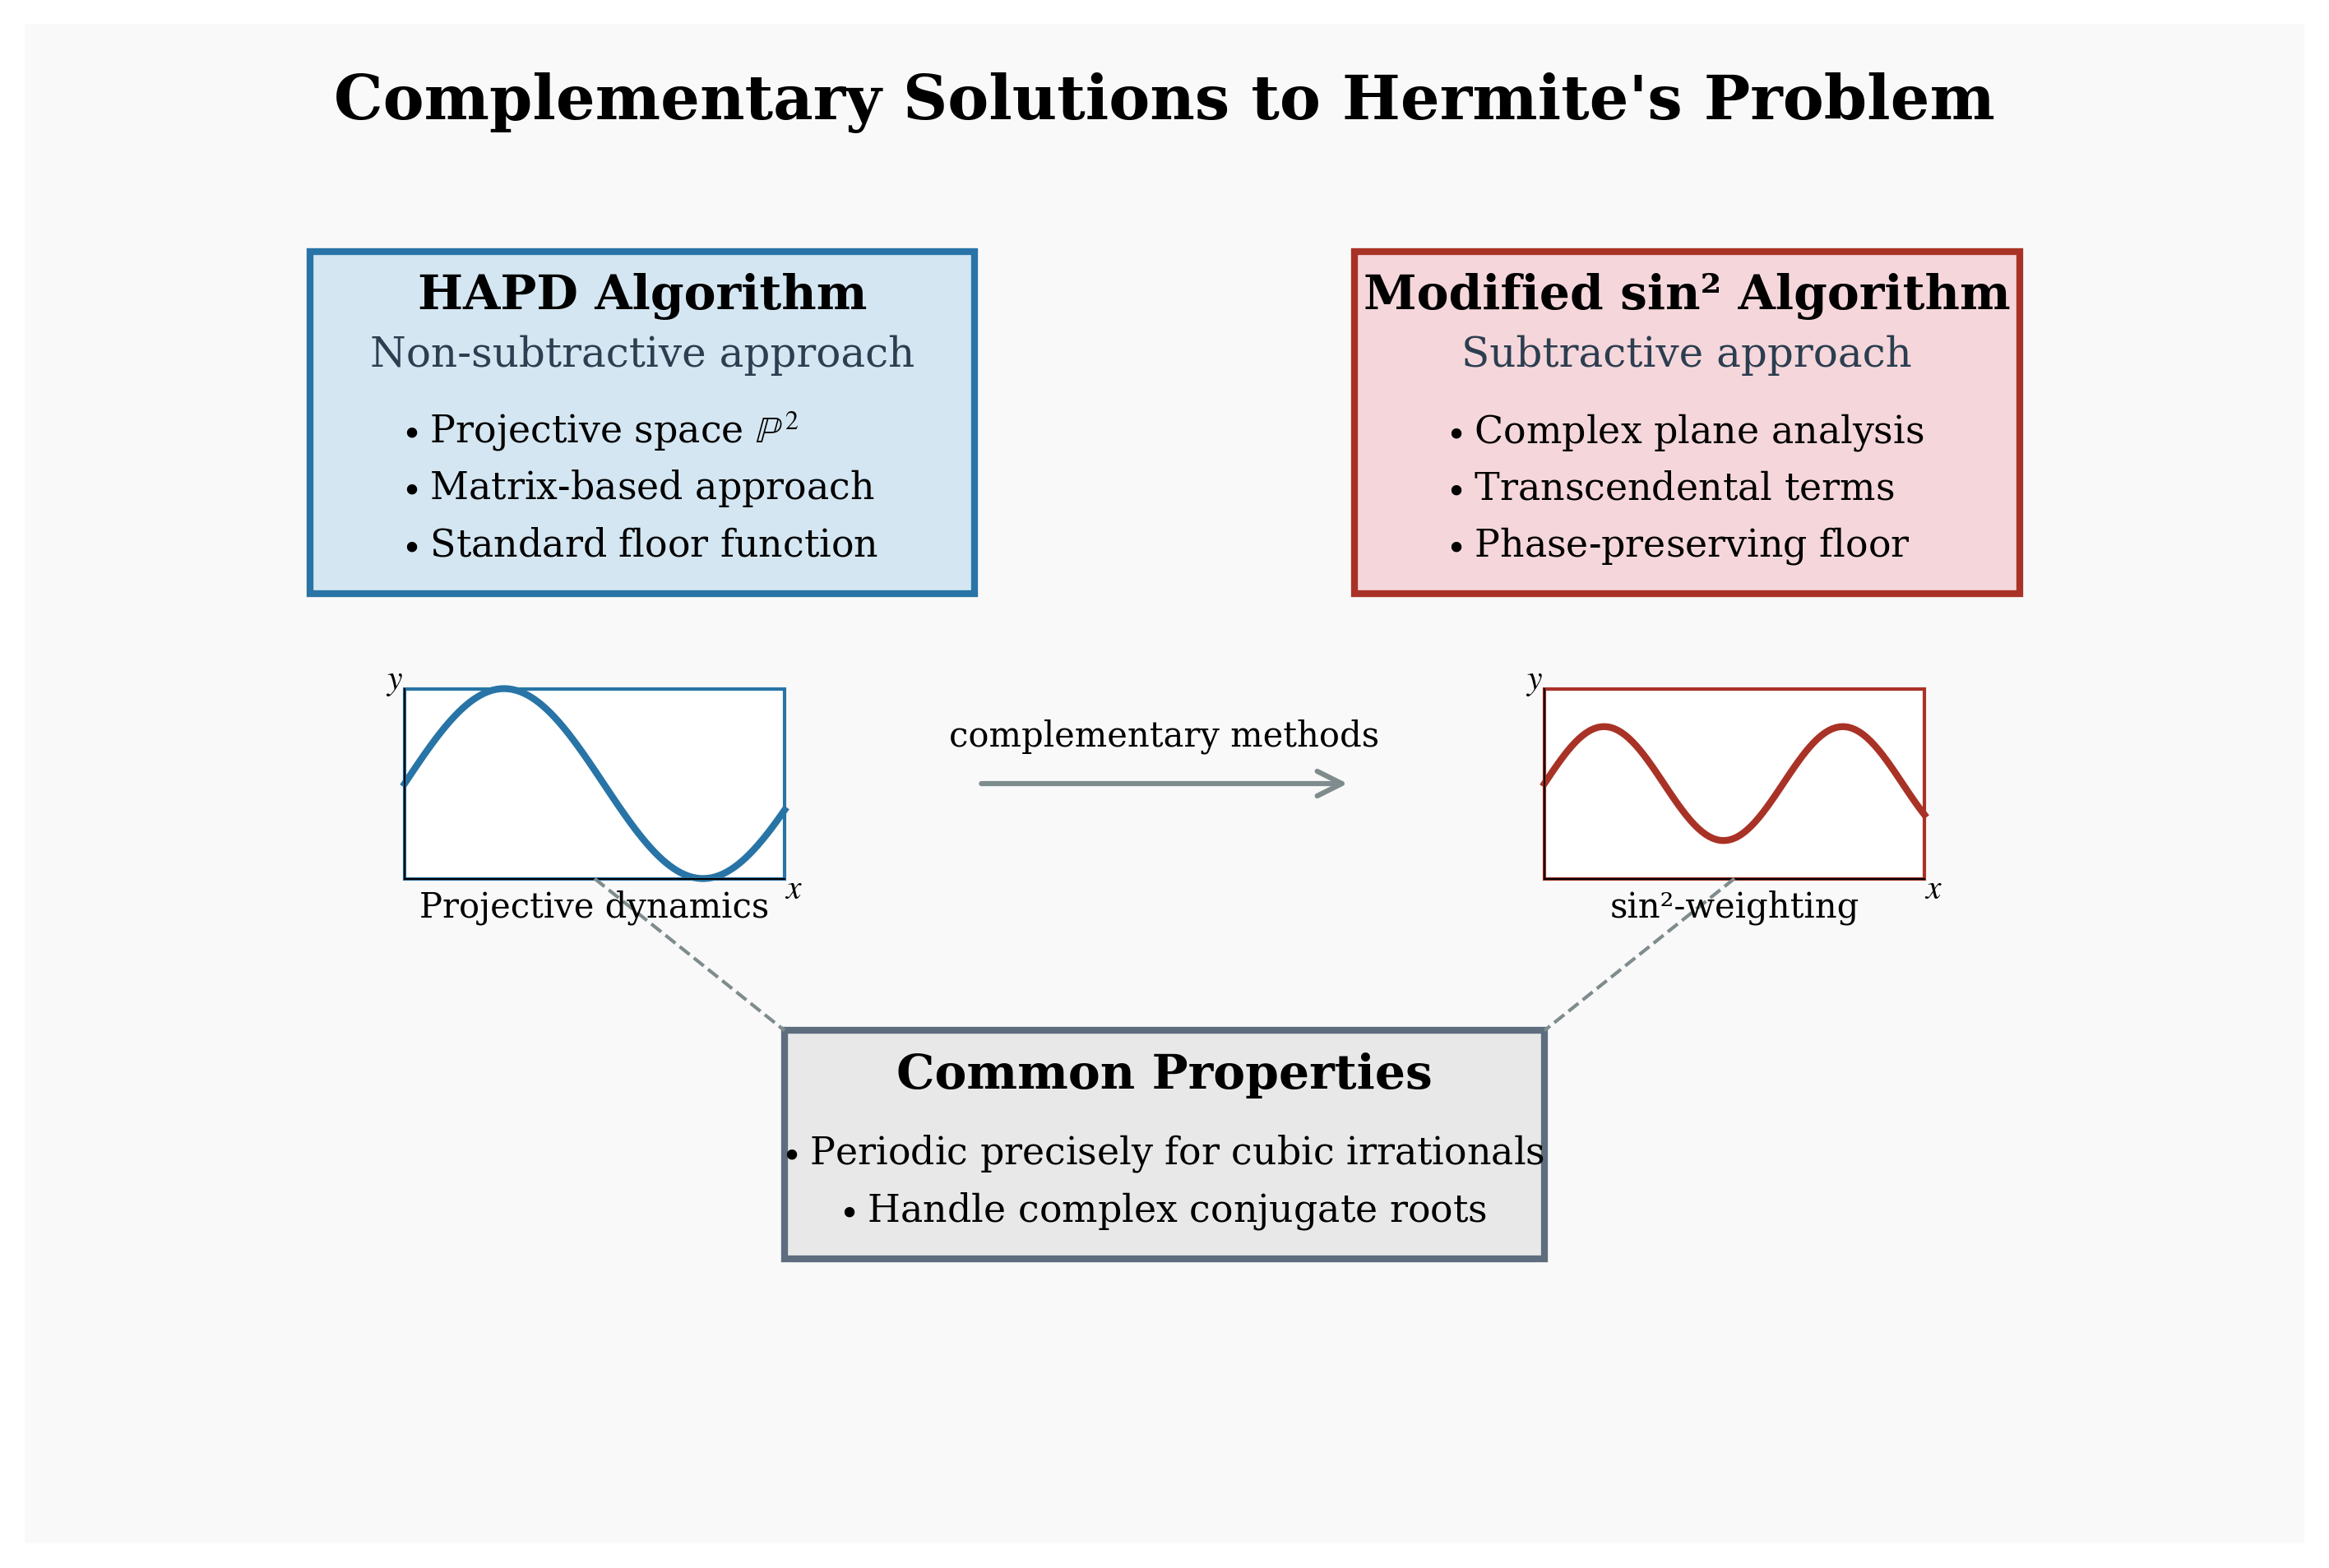 Complementary Solutions to Hermite's Problem
HAPD Algorithm
Non-subtractive approach
• Projective space ℙ²
• Matrix-based approach
• Standard floor function
Modified sin² Algorithm
Subtractive approach
• Complex plane analysis
• Transcendental terms
• Phase-preserving floor
y
x
Projective dynamics
complementary methods
y
x
sin²-weighting
Common Properties
• Periodic precisely for cubic irrationals
• Handle complex conjugate roots